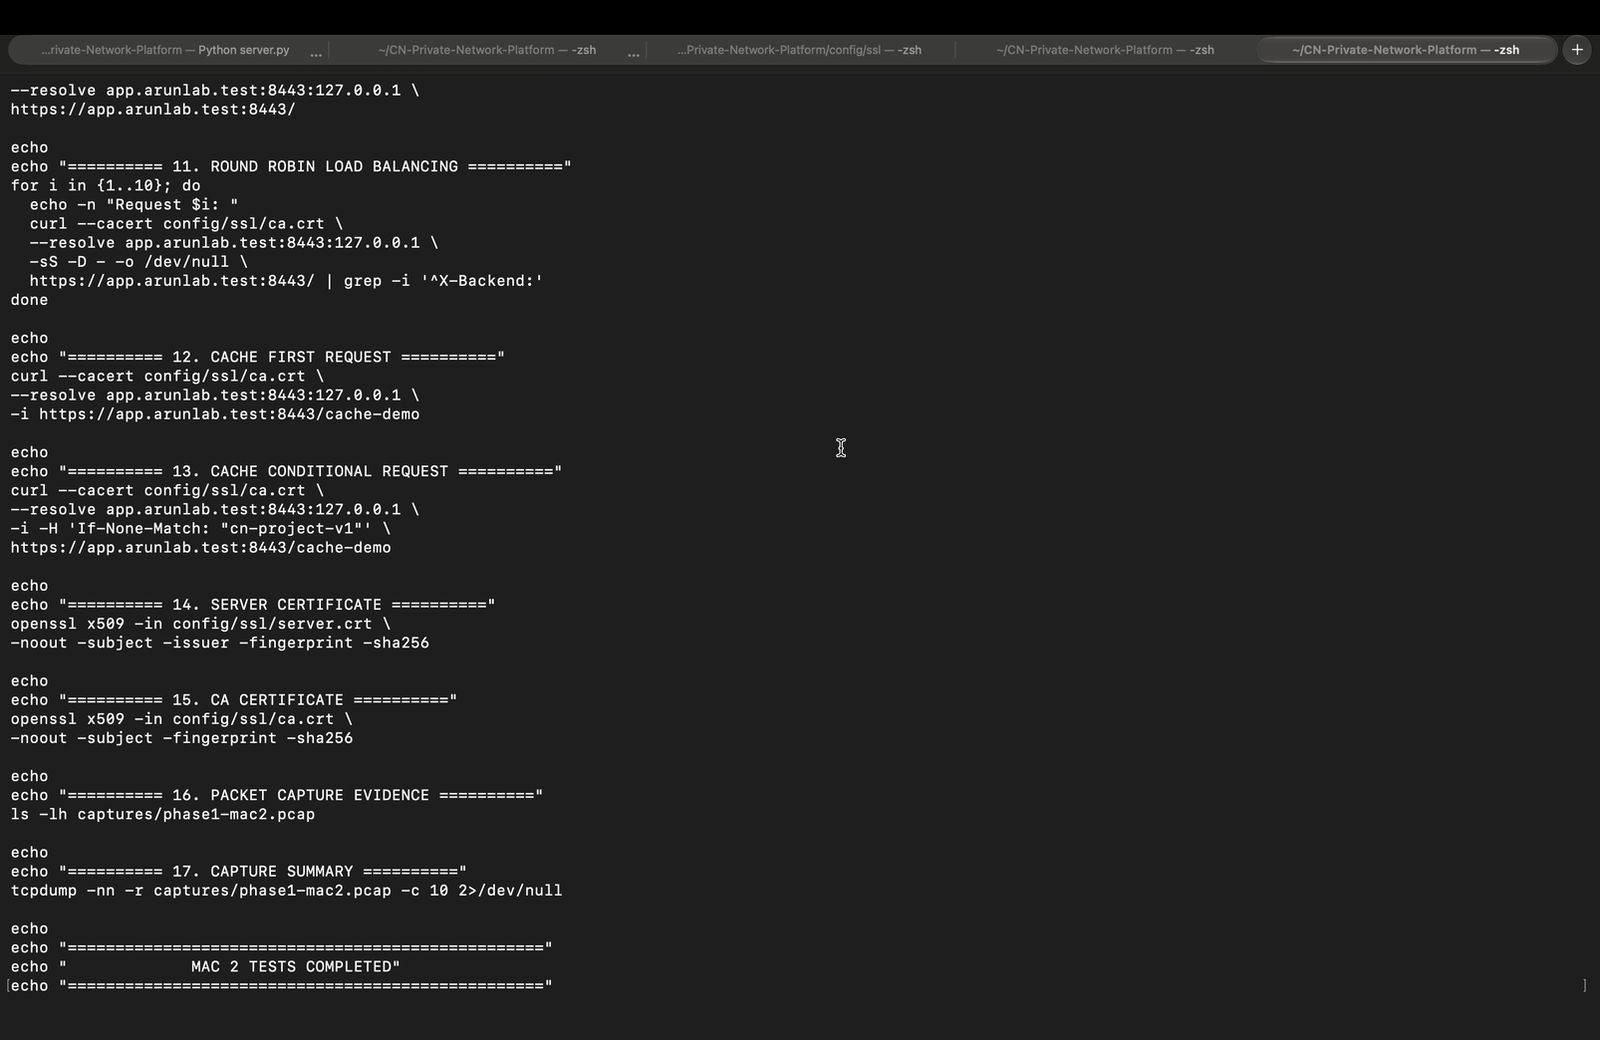 ...rivate-Network-Platform — Python server.py ...
~/CN-Private-Network-Platform — -zsh ...
...Private-Network-Platform/config/ssl — -zsh
~/CN-Private-Network-Platform — -zsh
~/CN-Private-Network-Platform — -zsh
+
--resolve app.arunlab.test:8443:127.0.0.1 \
https://app.arunlab.test:8443/
echo
echo "========== 11. ROUND ROBIN LOAD BALANCING =========="
for i in {1..10}; do
  echo -n "Request $i: "
  curl --cacert config/ssl/ca.crt \
  --resolve app.arunlab.test:8443:127.0.0.1 \
  -sS -D - -o /dev/null \
  https://app.arunlab.test:8443/ | grep -i '^X-Backend:'
done
echo
echo "========== 12. CACHE FIRST REQUEST =========="
curl --cacert config/ssl/ca.crt \
--resolve app.arunlab.test:8443:127.0.0.1 \
-i https://app.arunlab.test:8443/cache-demo
echo
echo "========== 13. CACHE CONDITIONAL REQUEST =========="
curl --cacert config/ssl/ca.crt \
--resolve app.arunlab.test:8443:127.0.0.1 \
-i -H 'If-None-Match: "cn-project-v1"' \
https://app.arunlab.test:8443/cache-demo
echo
echo "========== 14. SERVER CERTIFICATE =========="
openssl x509 -in config/ssl/server.crt \
-noout -subject -issuer -fingerprint -sha256
echo
echo "========== 15. CA CERTIFICATE =========="
openssl x509 -in config/ssl/ca.crt \
-noout -subject -fingerprint -sha256
echo
echo "========== 16. PACKET CAPTURE EVIDENCE =========="
ls -lh captures/phase1-mac2.pcap
echo
echo "========== 17. CAPTURE SUMMARY =========="
tcpdump -nn -r captures/phase1-mac2.pcap -c 10 2>/dev/null
echo
echo "=================================================="
echo "             MAC 2 TESTS COMPLETED"
[echo "==================================================" ]